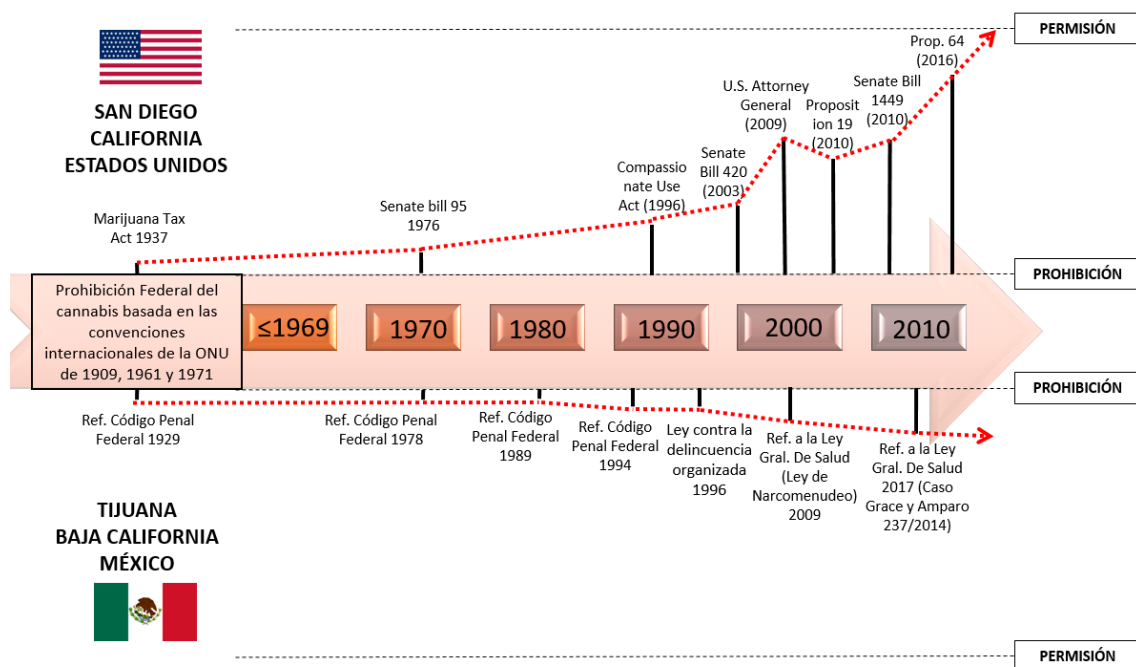 PERMISIÓN
SAN DIEGO
CALIFORNIA
ESTADOS UNIDOS
Marijuana Tax
Act 1937
Senate bill 95
1976
Compassio
nate Use
Act (1996)
Senate
Bill 420
(2003)
U.S. Attorney
General
(2009)
Proposit
ion 19
(2010)
Senate Bill
1449
(2010)
Prop. 64
(2016)
PROHIBICIÓN
Prohibición Federal del
cannabis basada en las
convenciones
internacionales de la ONU
de 1909, 1961 y 1971
≤1969
1970
1980
1990
2000
2010
PROHIBICIÓN
Ref. Código Penal
Federal 1929
Ref. Código Penal
Federal 1978
Ref. Código
Penal Federal
1989
Ref. Código
Penal Federal
1994
Ley contra la
delincuencia
organizada
1996
Ref. a la Ley
Gral. De Salud
(Ley de
Narcomenudeo)
2009
Ref. a la Ley
Gral. De Salud
2017 (Caso
Grace y Amparo
237/2014)
TIJUANA
BAJA CALIFORNIA
MÉXICO
PERMISIÓN